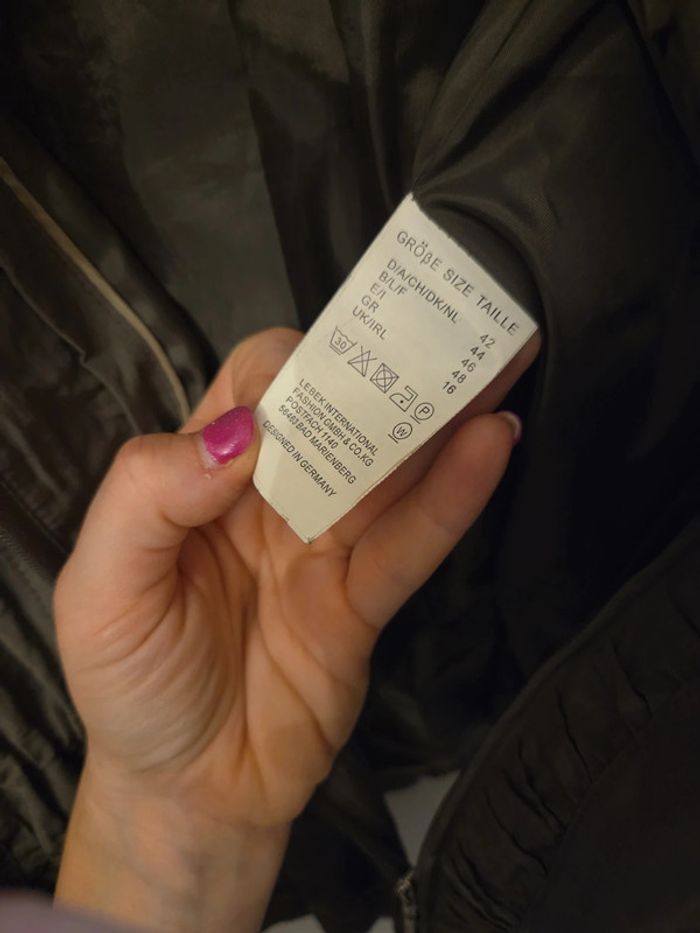 GRÖßE SIZE TAILLE
D/A/CH/DK/NL 42
B/L/F 44
E/I 46
GR 48
UK/IRL 16
30 P
W
LEBEK INTERNATIONAL
FASHION GMBH & CO.KG
POSTFACH 1140
56460 BAD MARIENBERG
DESIGNED IN GERMANY